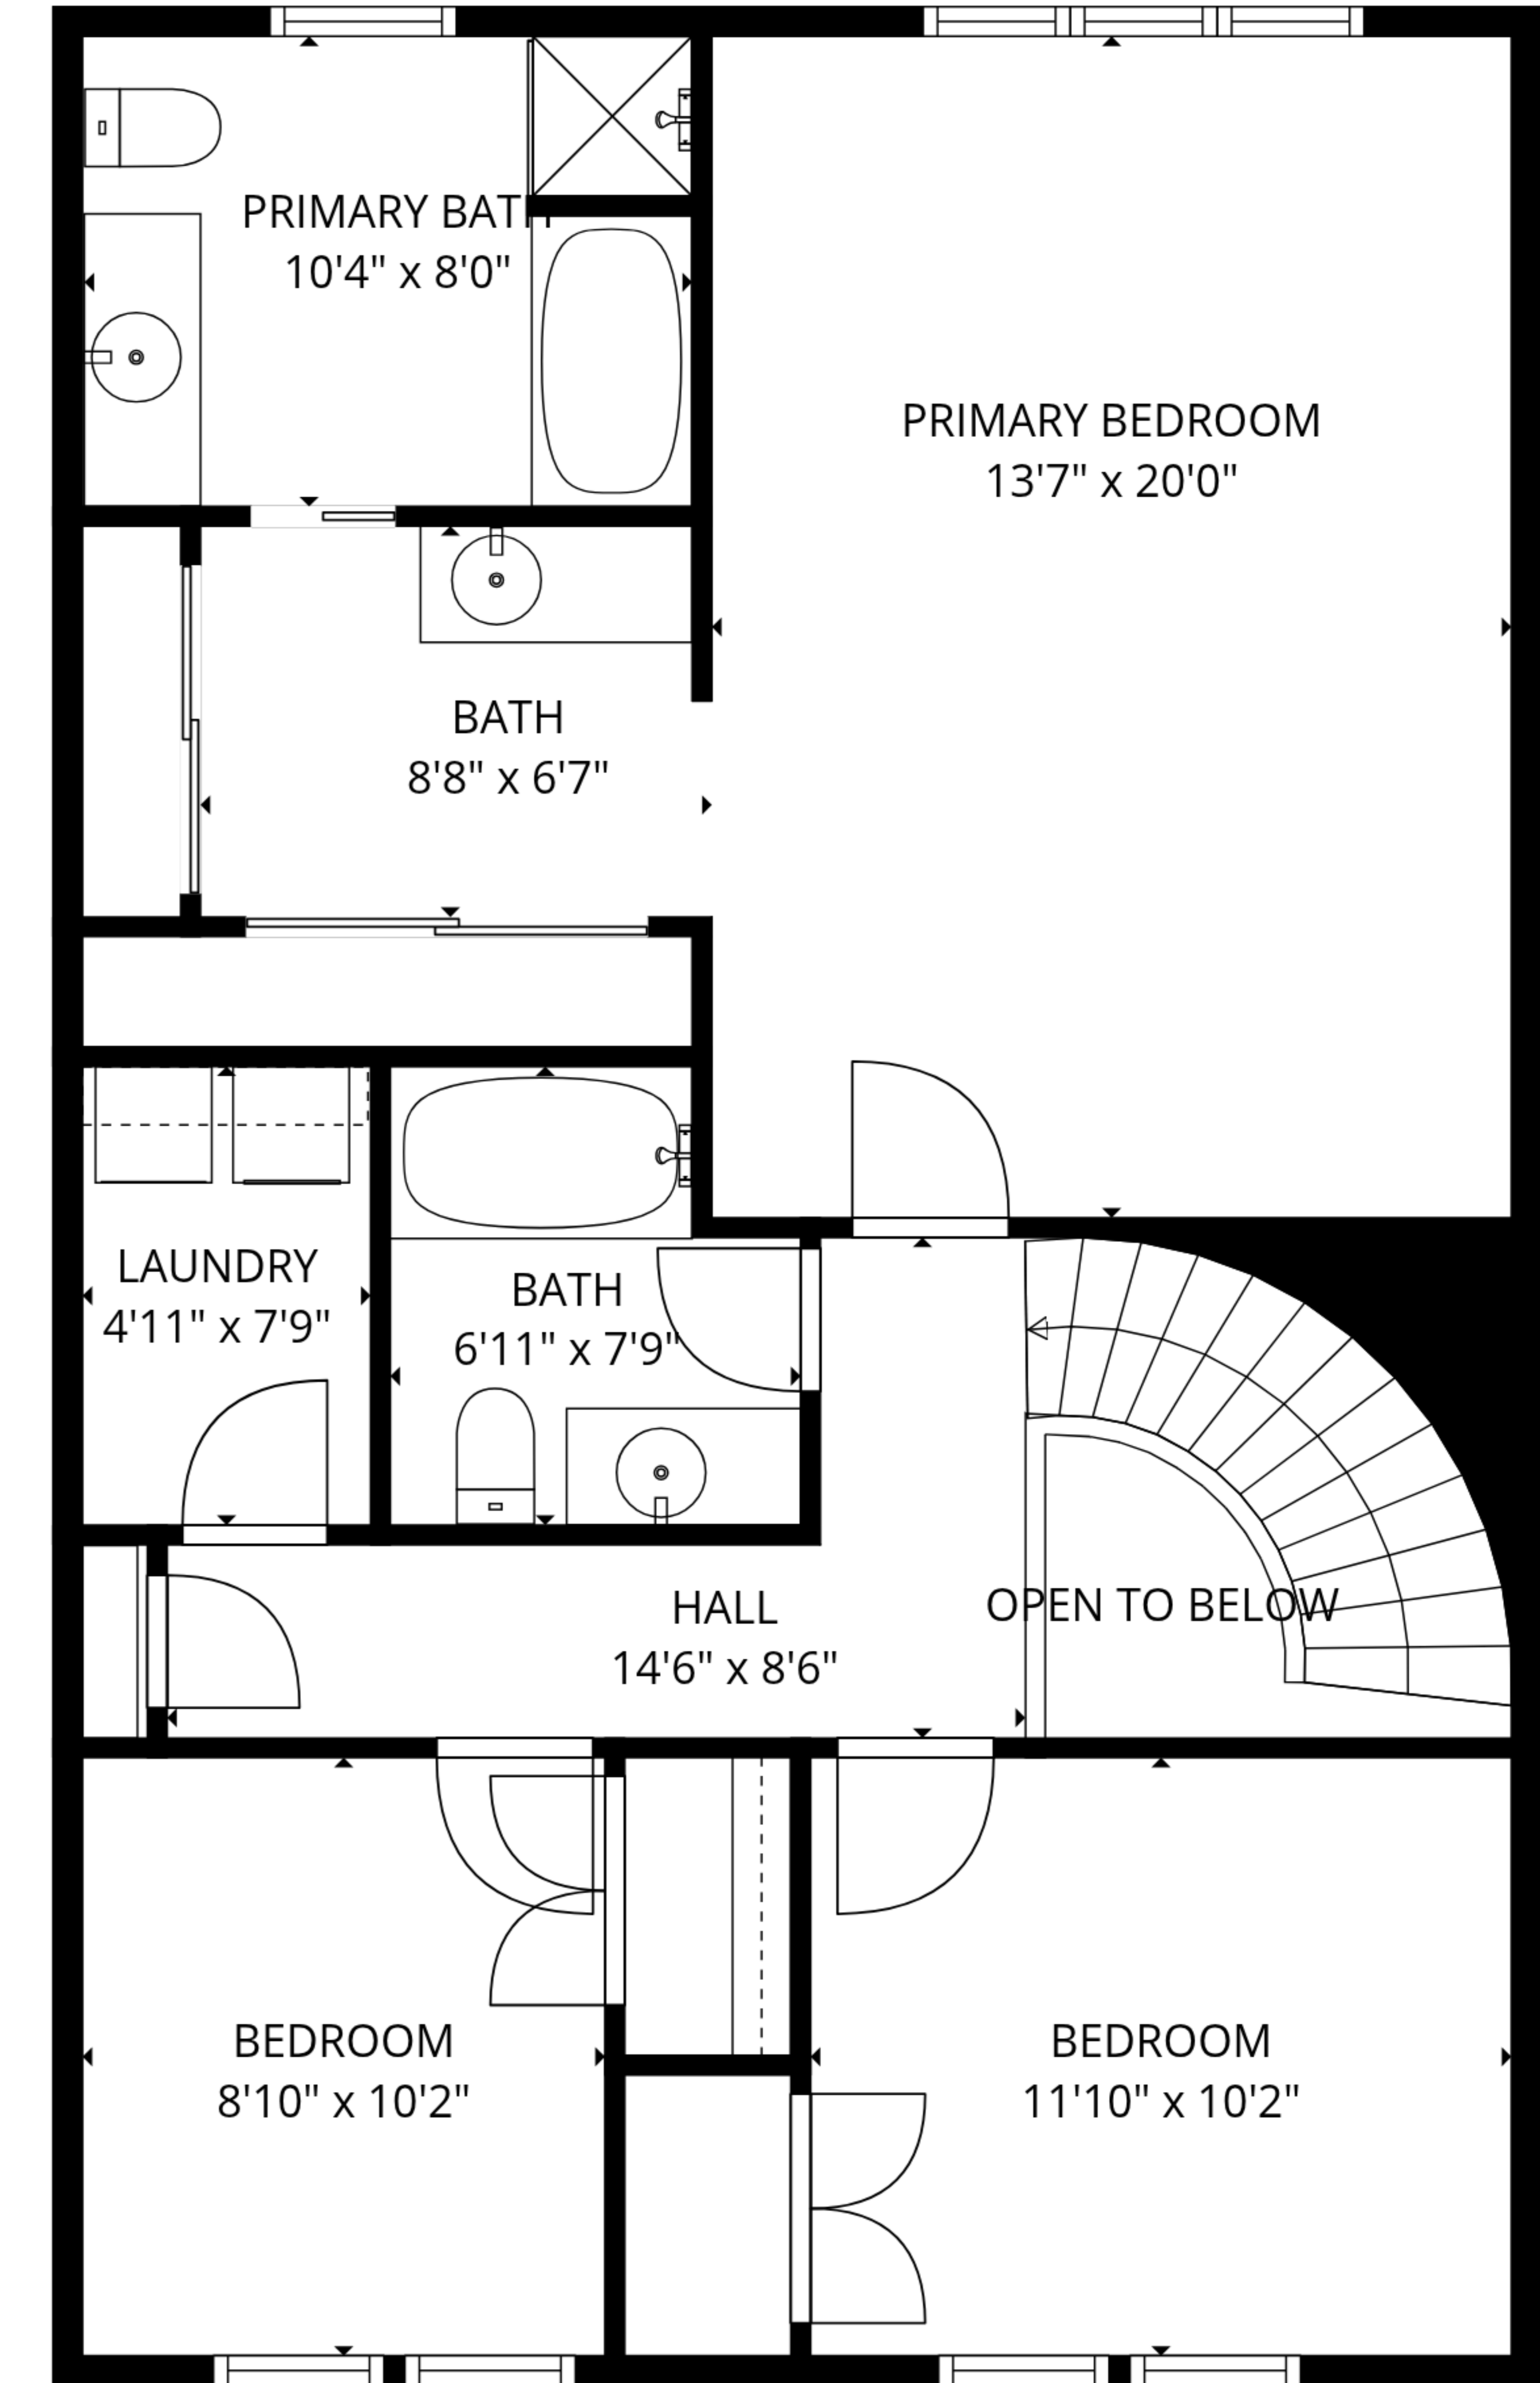 PRIMARY BATH
10'4" x 8'0"
PRIMARY BEDROOM
13'7" x 20'0"
BATH
8'8" x 6'7"
LAUNDRY
4'11" x 7'9"
BATH
6'11" x 7'9"
HALL
14'6" x 8'6"
OPEN TO BELOW
BEDROOM
8'10" x 10'2"
BEDROOM
11'10" x 10'2"